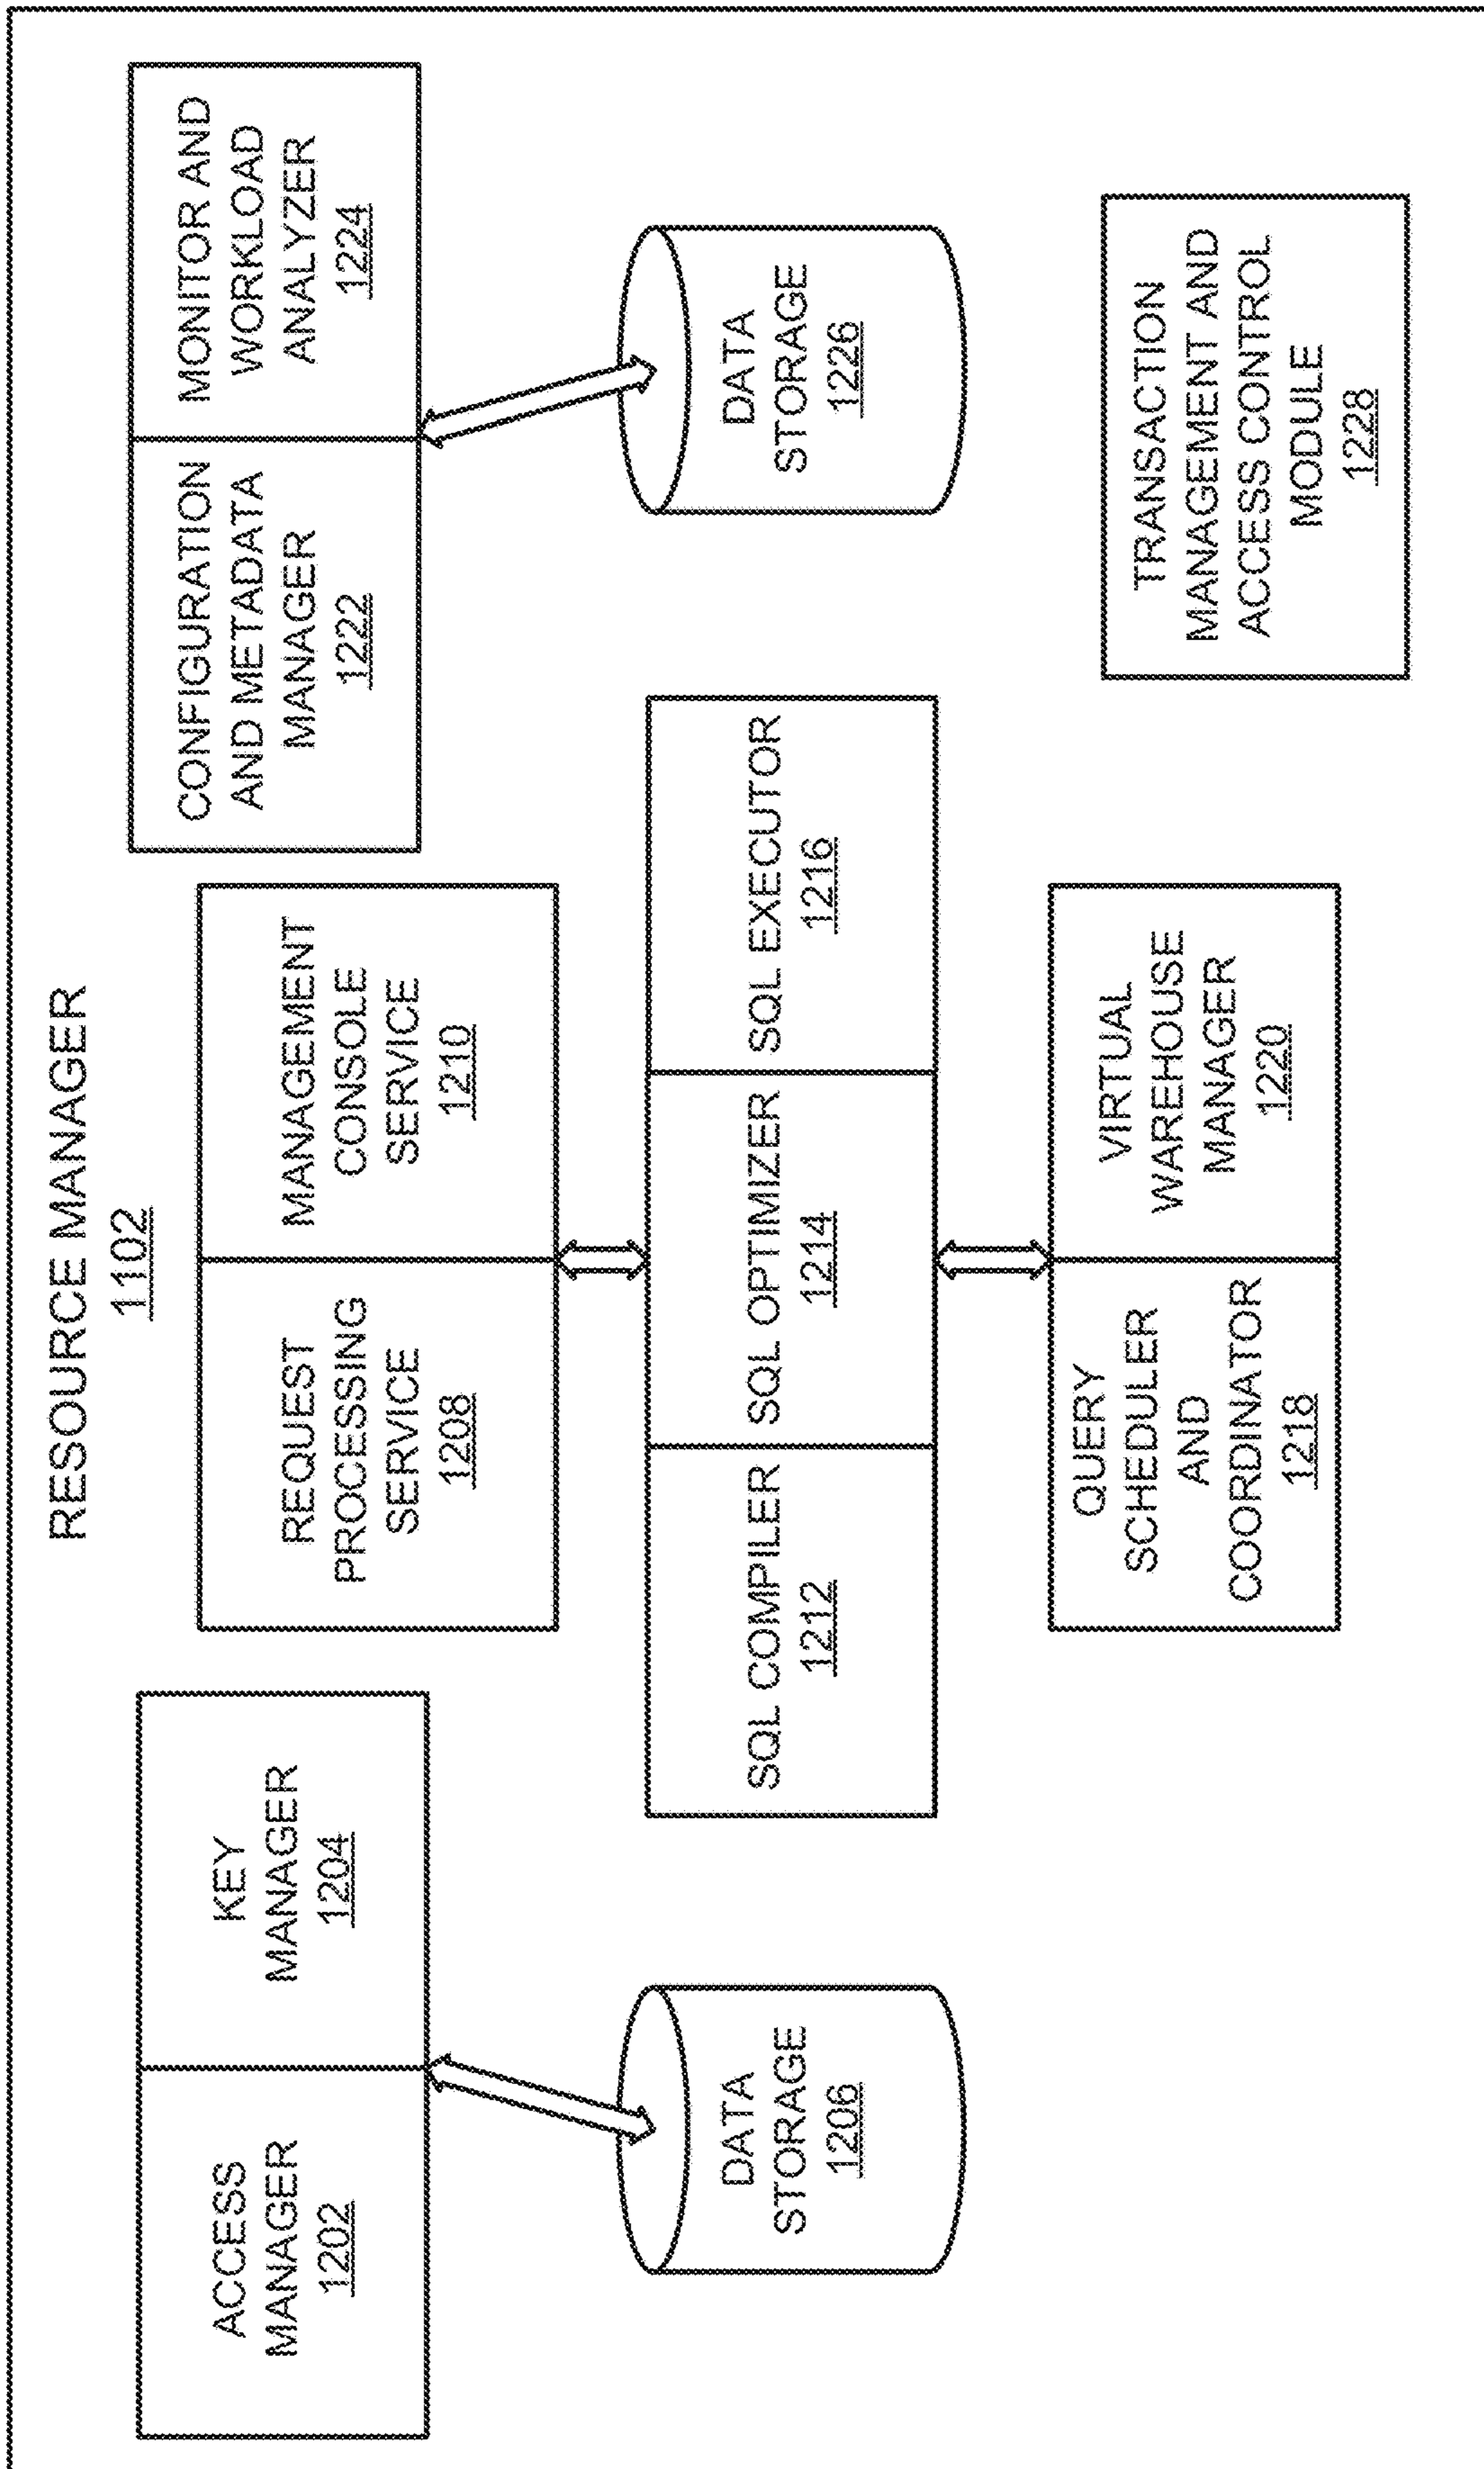 RESOURCE MANAGER
1102
ACCESS
MANAGER
1202
KEY
MANAGER
1204
DATA
STORAGE
1206
REQUEST
PROCESSING
SERVICE
1208
MANAGEMENT
CONSOLE
SERVICE
1210
SQL COMPILER
1212
SQL OPTIMIZER
1214
SQL EXECUTOR
1216
QUERY
SCHEDULER
AND
COORDINATOR
1218
VIRTUAL
WAREHOUSE
MANAGER
1220
CONFIGURATION
AND METADATA
MANAGER
1222
MONITOR AND
WORKLOAD
ANALYZER
1224
DATA
STORAGE
1226
TRANSACTION
MANAGEMENT AND
ACCESS CONTROL
MODULE
1228